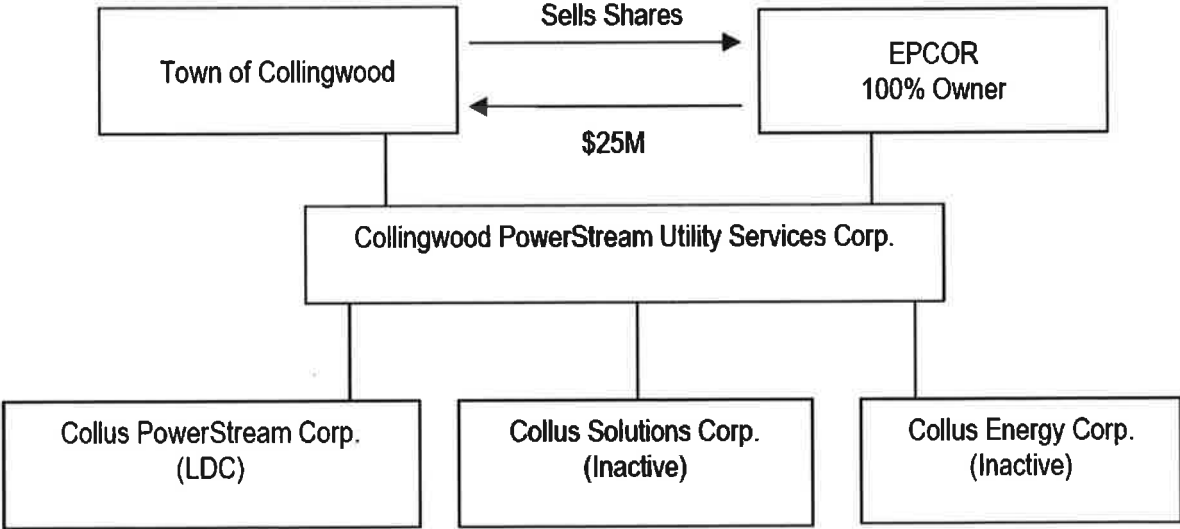 Sells Shares
Town of Collingwood
EPCOR
100% Owner
$25M
Collingwood PowerStream Utility Services Corp.
Collus PowerStream Corp.
(LDC)
Collus Solutions Corp.
(Inactive)
Collus Energy Corp.
(Inactive)